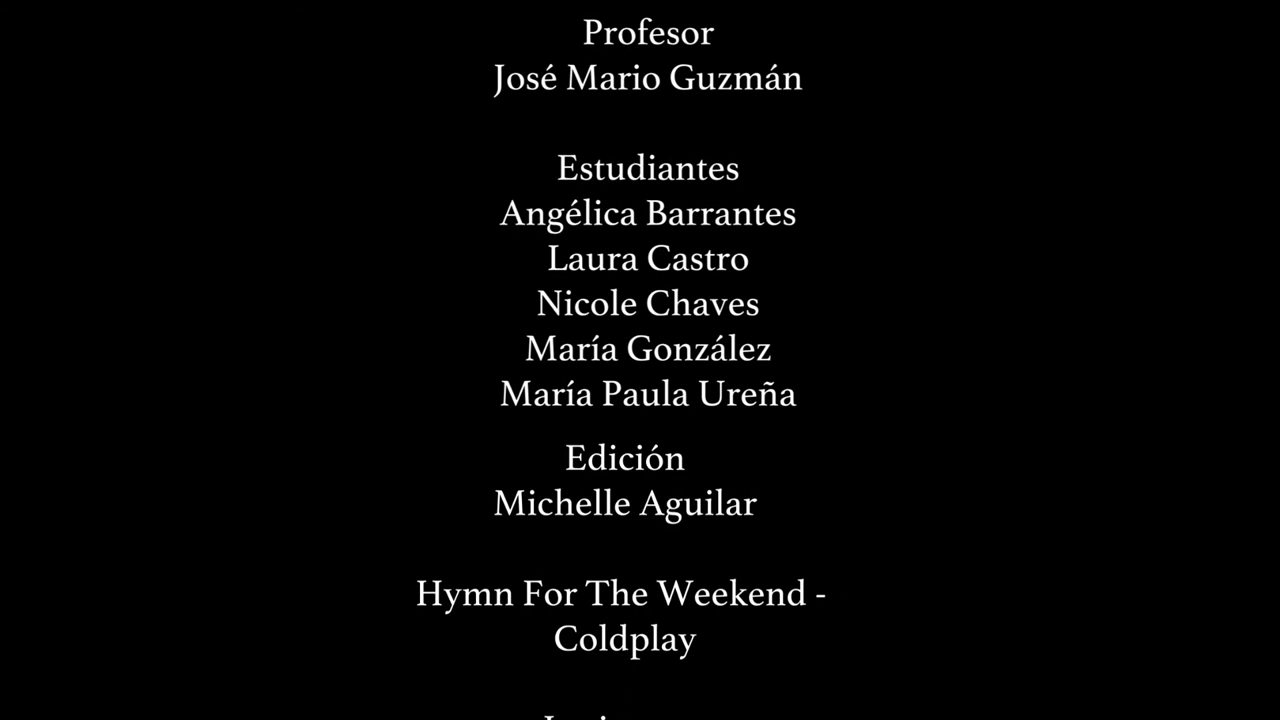 Profesor
José Mario Guzmán
Estudiantes
Angélica Barrantes
Laura Castro
Nicole Chaves
María González
María Paula Ureña
Edición
Michelle Aguilar
Hymn For The Weekend -
Coldplay